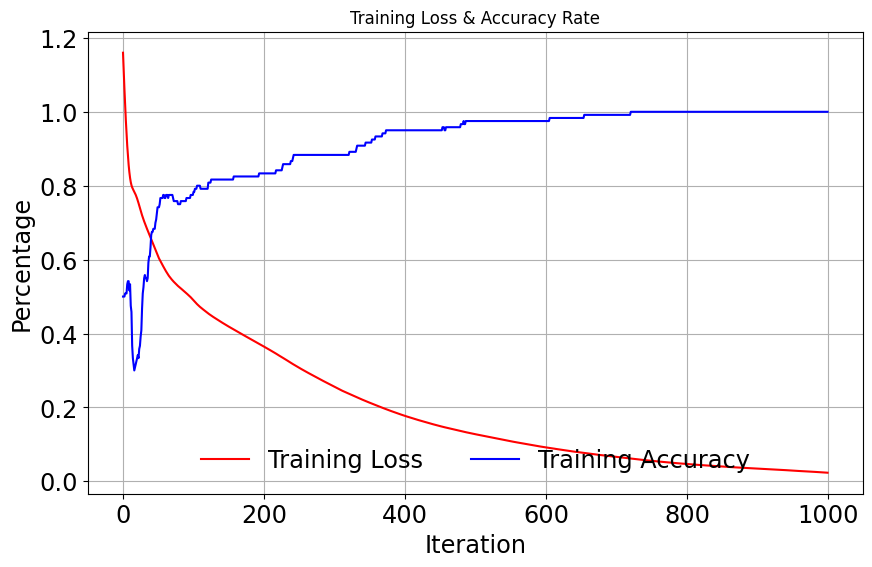 Training Loss & Accuracy Rate
1.2
1.0
0.8
0.6
0.4
0.2
0.0
Percentage
Training Loss Training Accuracy
0 200 400 600 800 1000
Iteration